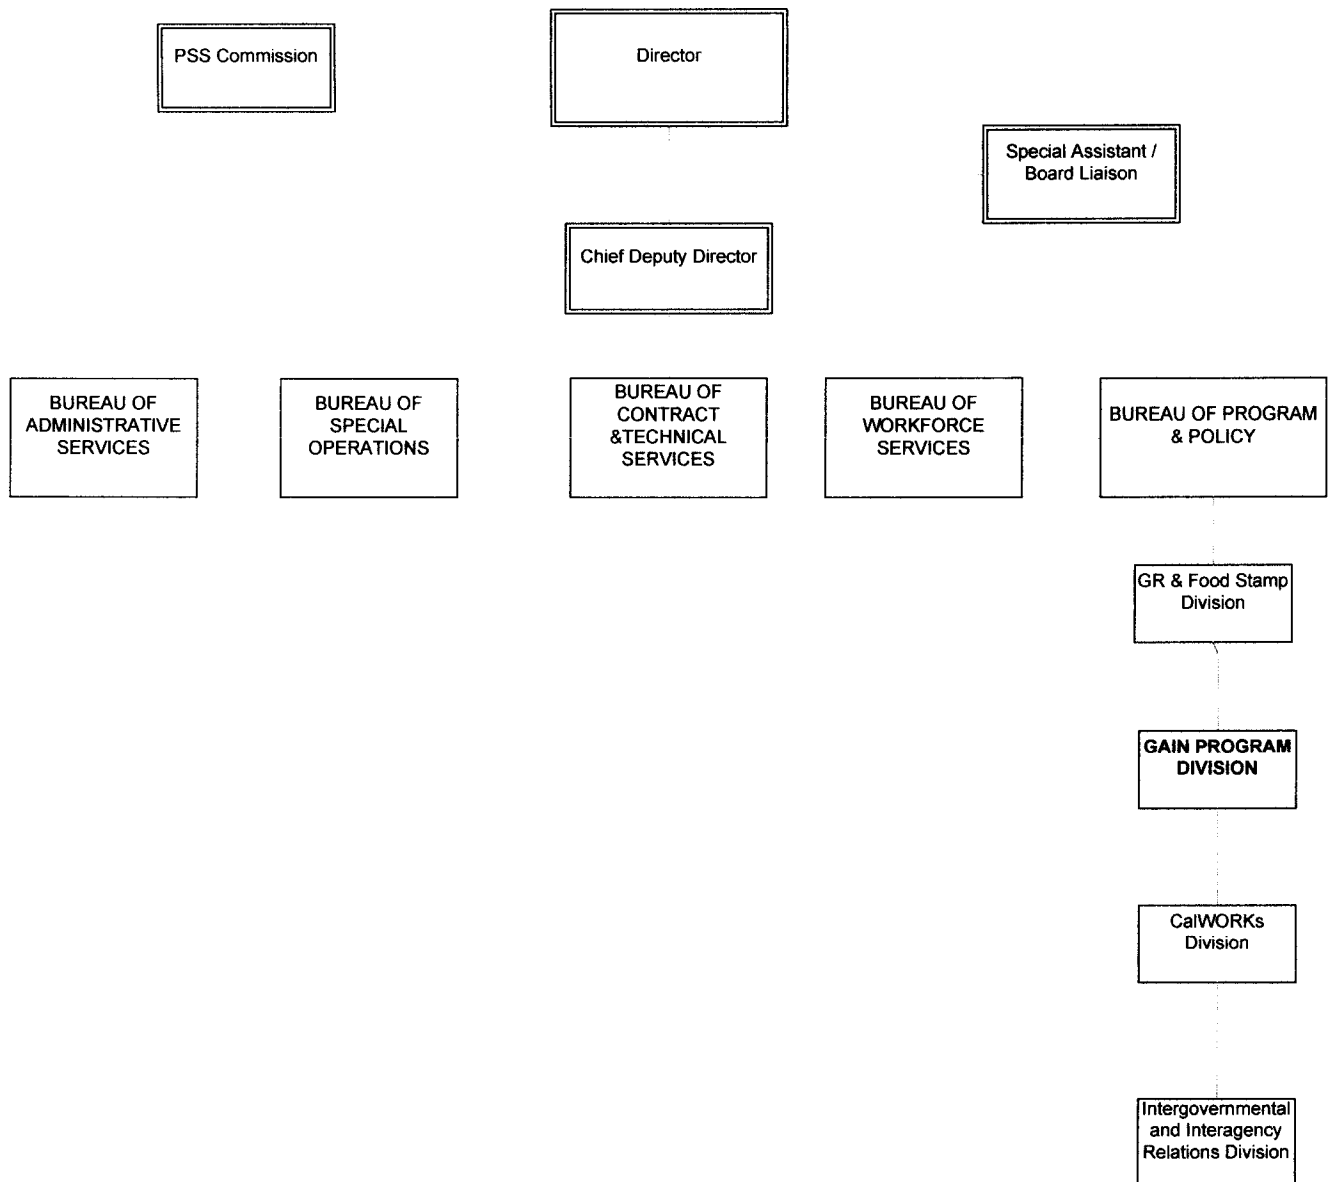 PSS Commission
Director
Special Assistant /
Board Liaison
Chief Deputy Director
BUREAU OF
ADMINISTRATIVE
SERVICES
BUREAU OF
SPECIAL
OPERATIONS
BUREAU OF
CONTRACT
&TECHNICAL
SERVICES
BUREAU OF
WORKFORCE
SERVICES
BUREAU OF PROGRAM
& POLICY
GR & Food Stamp
Division
GAIN PROGRAM
DIVISION
CalWORKs
Division
Intergovernmental
and Interagency
Relations Division